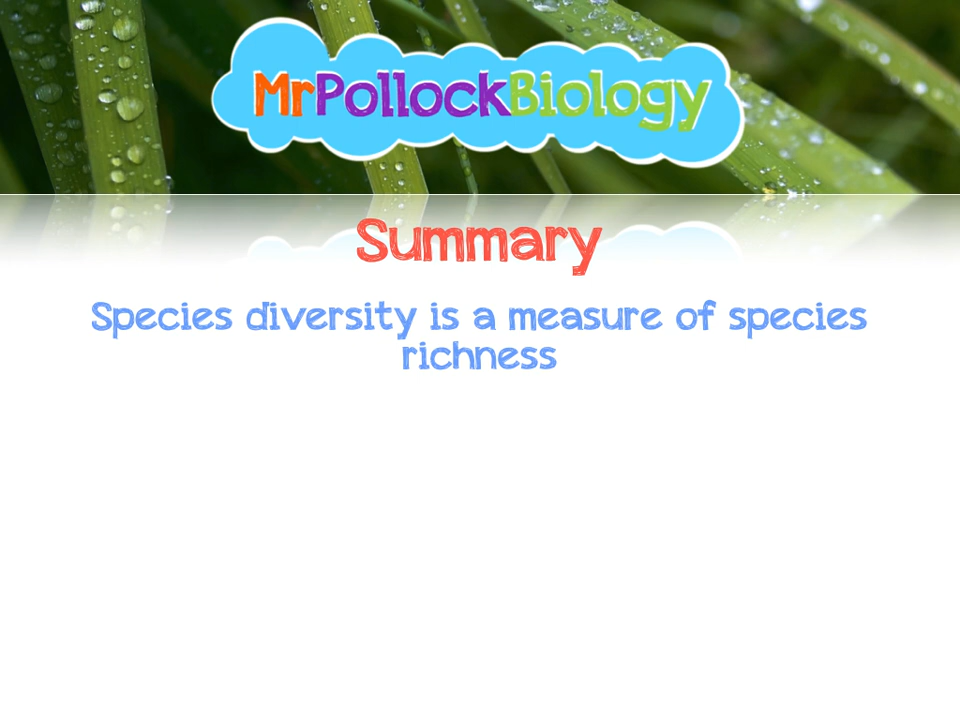 MrPollockBiology
Summary
Species diversity is a measure of species
richness